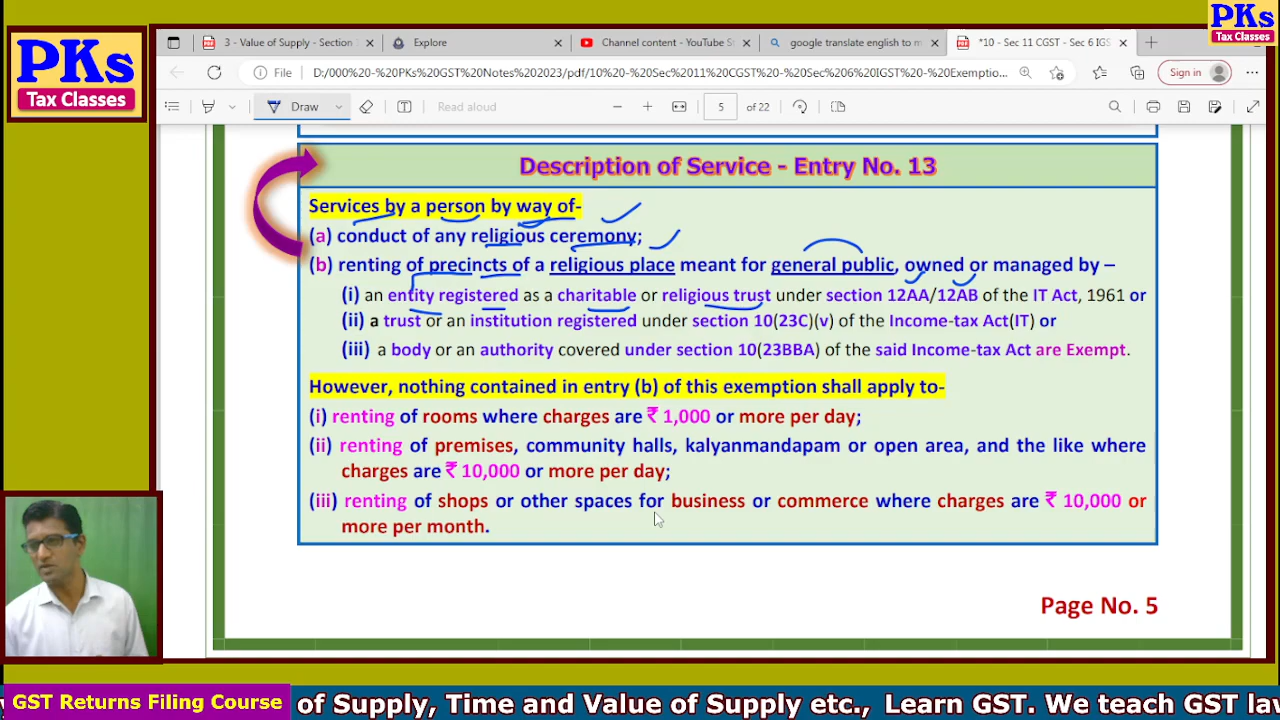 PKs
Tax Classes
PKs
Tax Classes
3 - Value of Supply - Section
Explore
Channel content - YouTube S
google translate english to m
*10 - Sec 11 CGST - Sec 6 IGS
File
D:/000%20-%20PKs%20GST%20Notes%202023/pdf/10%20-%20Sec%2011%20CGST%20-%20Sec%206%20IGST%20-%20Exemptio...
Sign in
Draw
Read aloud
5
of 22
Description of Service - Entry No. 13
Services by a person by way of-
(a) conduct of any religious ceremony;
(b) renting of precincts of a religious place meant for general public, owned or managed by –
(i) an entity registered as a charitable or religious trust under section 12AA/12AB of the IT Act, 1961 or
(ii) a trust or an institution registered under section 10(23C)(v) of the Income-tax Act(IT) or
(iii) a body or an authority covered under section 10(23BBA) of the said Income-tax Act are Exempt.
However, nothing contained in entry (b) of this exemption shall apply to-
(i) renting of rooms where charges are ₹ 1,000 or more per day;
(ii) renting of premises, community halls, kalyanmandapam or open area, and the like where
charges are ₹ 10,000 or more per day;
(iii) renting of shops or other spaces for business or commerce where charges are ₹ 10,000 or
more per month.
Page No. 5
GST Returns Filing Course
of Supply, Time and Value of Supply etc., Learn GST. We teach GST la